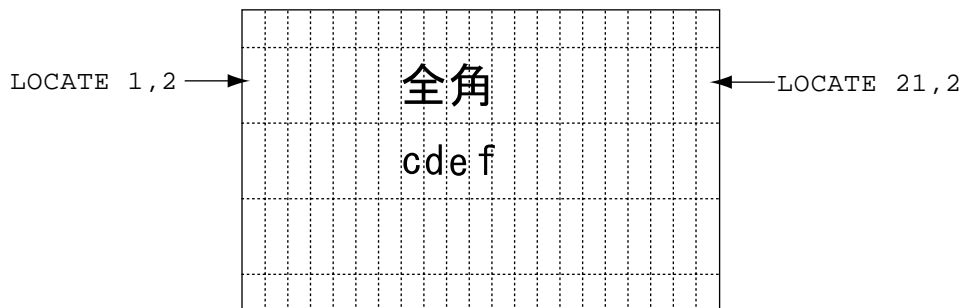 全角
LOCATE 1,2
LOCATE 21,2
cdef